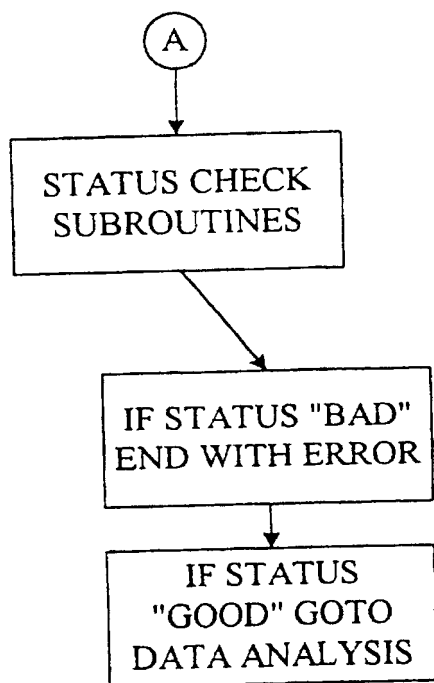 A
STATUS CHECK
SUBROUTINES
IF STATUS "BAD"
END WITH ERROR
IF STATUS
"GOOD" GOTO
DATA ANALYSIS